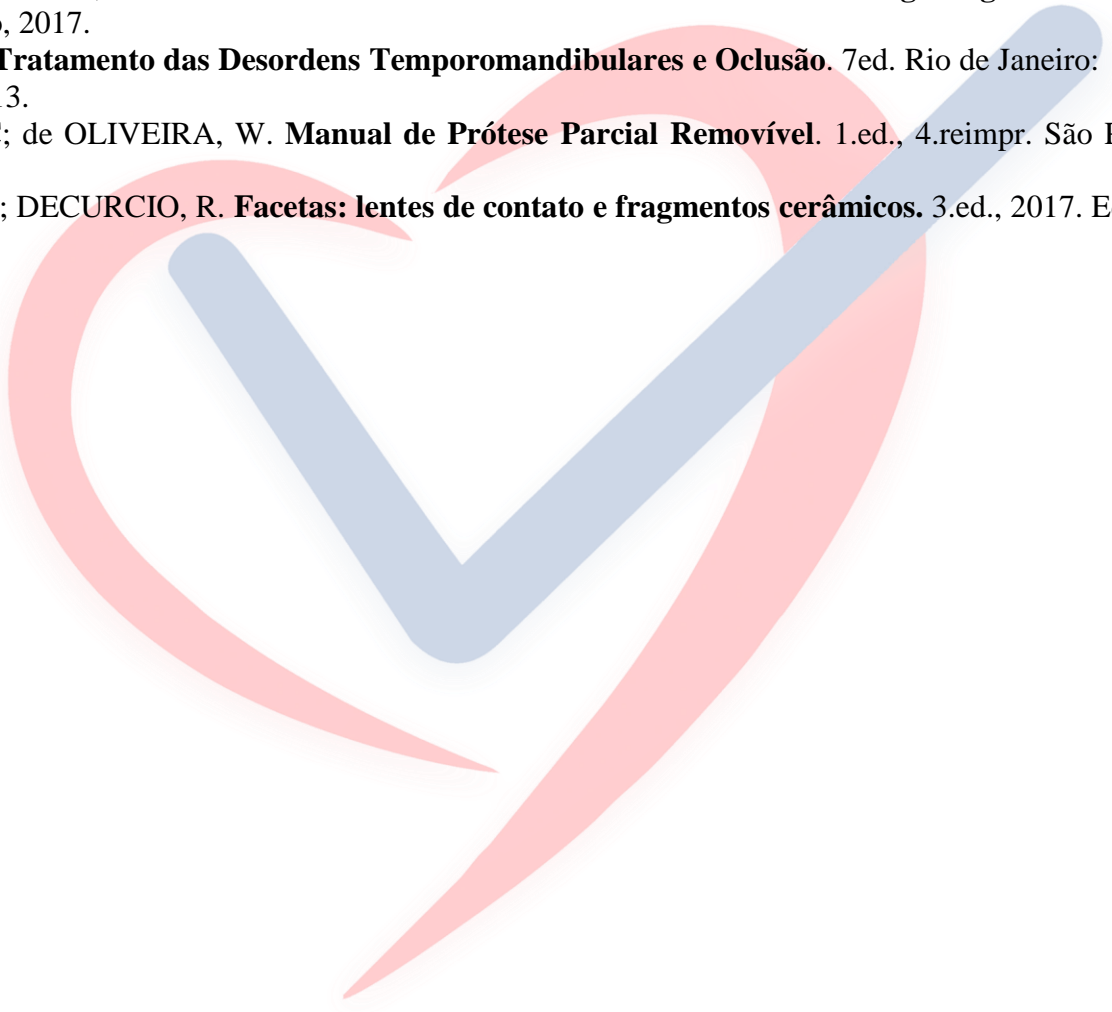 , 2017.
Tratamento das Desordens Temporomandibulares e Oclusão. 7ed. Rio de Janeiro:
13.
; de OLIVEIRA, W. Manual de Prótese Parcial Removível. 1.ed., 4.reimpr. São
; DECURCIO, R. Facetas: lentes de contato e fragmentos cerâmicos. 3.ed., 2017.